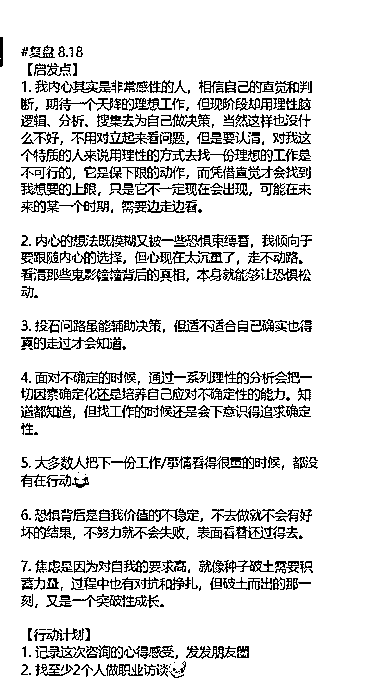 #复盘 8.18
【启发点】
1. 我内心其实是非常感性的人，相信自己的直觉和判
断，期待一个天降的理想工作，但现阶段却用理性脑
逻辑、分析、搜集去为自己做决策，当然这样也没什
么不好，不用对立起来看问题，但是要认清，对我这
个特质的人来说用理性的方式去找一份理想的工作是
不可行的，它是保下限的动作，而凭借直觉才会找到
我想要的上限，只是它不一定现在会出现，可能在未
来的某一个时期，需要边走边看。
2. 内心的想法既模糊又被一些恐惧束缚着，我倾向于
要跟随内心的选择，但心现在太沉重了，走不动路。
看清那些鬼影幢幢背后的真相，本身就能够让恐惧松
动。
3. 投石问路虽能辅助决策，但适不适合自己确实也得
真的走过才会知道。
4. 面对不确定的时候，通过一系列理性的分析会把一
切因素确定化还是培养自己应对不确定性的能力。知
道都知道，但找工作的时候还是会下意识得追求确定
性。
5. 大多数人把下一份工作/事情看得很重的时候，都没
有在行动
6. 恐惧背后是自我价值的不稳定，不去做就不会有好
坏的结果，不努力就不会失败，表面看着还过得去。
7. 焦虑是因为对自我的要求高，就像种子破土需要积
蓄力量，过程中也有对抗和挣扎，但破土而出的那一
刻，又是一个突破性成长。
【行动计划】
1. 记录这次咨询的心得感受，发发朋友圈
2. 找至少2个人做职业访谈